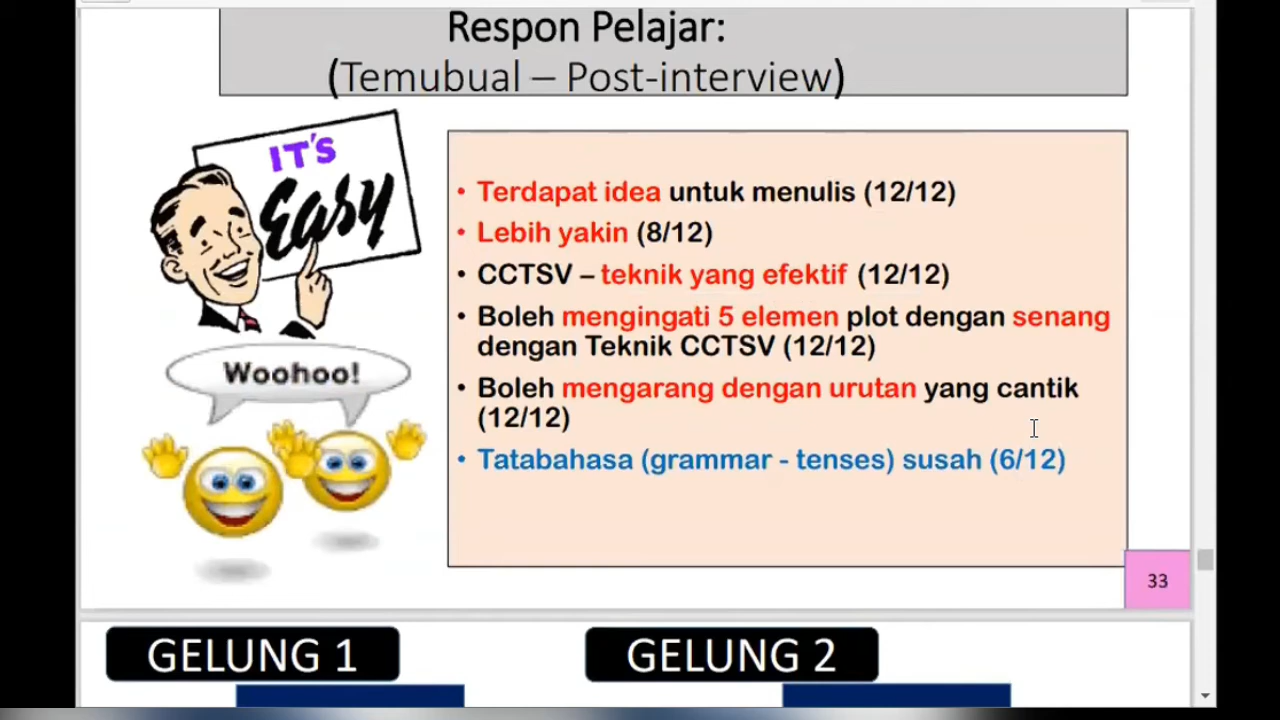 Respon Pelajar:
(Temubual – Post-interview)
IT'S
Easy
Woohoo!
• Terdapat idea untuk menulis (12/12)
• Lebih yakin (8/12)
• CCTSV – teknik yang efektif (12/12)
• Boleh mengingati 5 elemen plot dengan senang
dengan Teknik CCTSV (12/12)
• Boleh mengarang dengan urutan yang cantik
(12/12)
• Tatabahasa (grammar - tenses) susah (6/12)
33
GELUNG 1
GELUNG 2